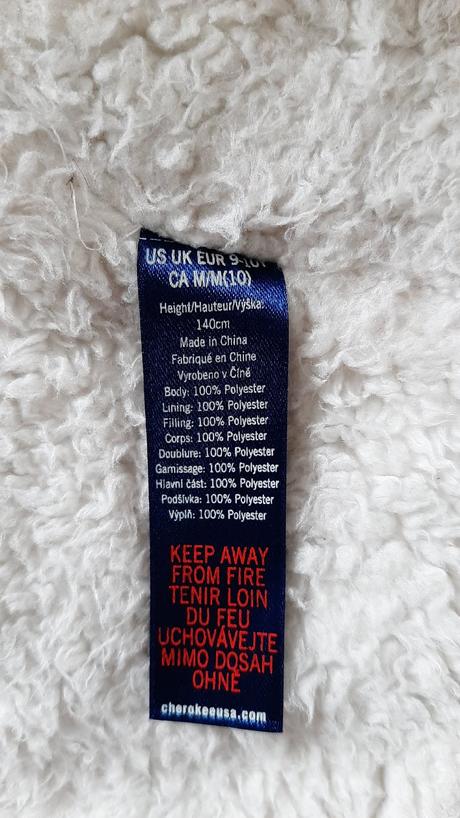 US UK EUR 9-10Y
CA M/M(10)
Height/Hauteur/Výška:
140cm
Made in China
Fabriqué en Chine
Vyrobeno v Číně
Body: 100% Polyester
Lining: 100% Polyester
Filling: 100% Polyester
Corps: 100% Polyester
Doublure: 100% Polyester
Garnissage: 100% Polyester
Hlavní část: 100% Polyester
Podšívka: 100% Polyester
Výplň: 100% Polyester
KEEP AWAY
FROM FIRE
TENIR LOIN
DU FEU
UCHOVÁVEJTE
MIMO DOSAH
OHNĚ
cherokeeusa.com